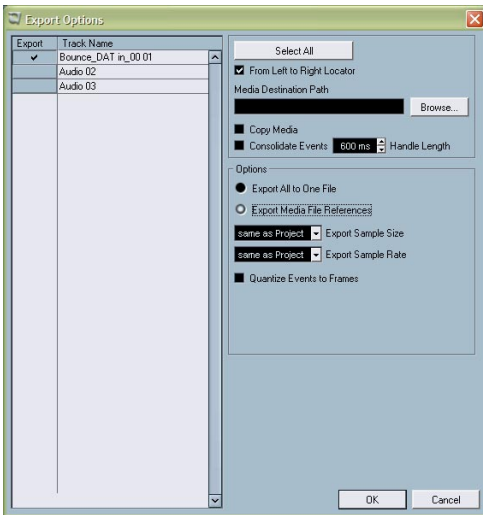 Export Options
Export Track Name
Bounce_DAT in_00 01
Audio 02
Audio 03
Select All
From Left to Right Locator
Media Destination Path
Browse...
Copy Media
Consolidate Events 600 ms Handle Length
Options
Export All to One File
Export Media File References
same as Project Export Sample Size
same as Project Export Sample Rate
Quantize Events to Frames
OK Cancel